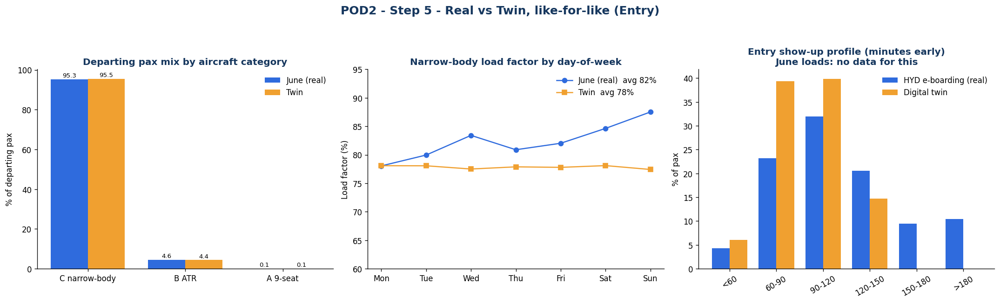 POD2 - Step 5 - Real vs Twin, like-for-like (Entry)
Departing pax mix by aircraft category
% of departing pax
100
80
60
40
20
0
95.3
95.5
4.6
4.4
0.1
0.1
June (real)
Twin
C narrow-body
B ATR
A 9-seat
Narrow-body load factor by day-of-week
Load factor (%)
95
90
85
80
75
70
65
60
June (real)  avg 82%
Twin  avg 78%
Mon
Tue
Wed
Thu
Fri
Sat
Sun
Entry show-up profile (minutes early)
June loads: no data for this
% of pax
40
35
30
25
20
15
10
5
0
HYD e-boarding (real)
Digital twin
<60
60-90
90-120
120-150
150-180
>180